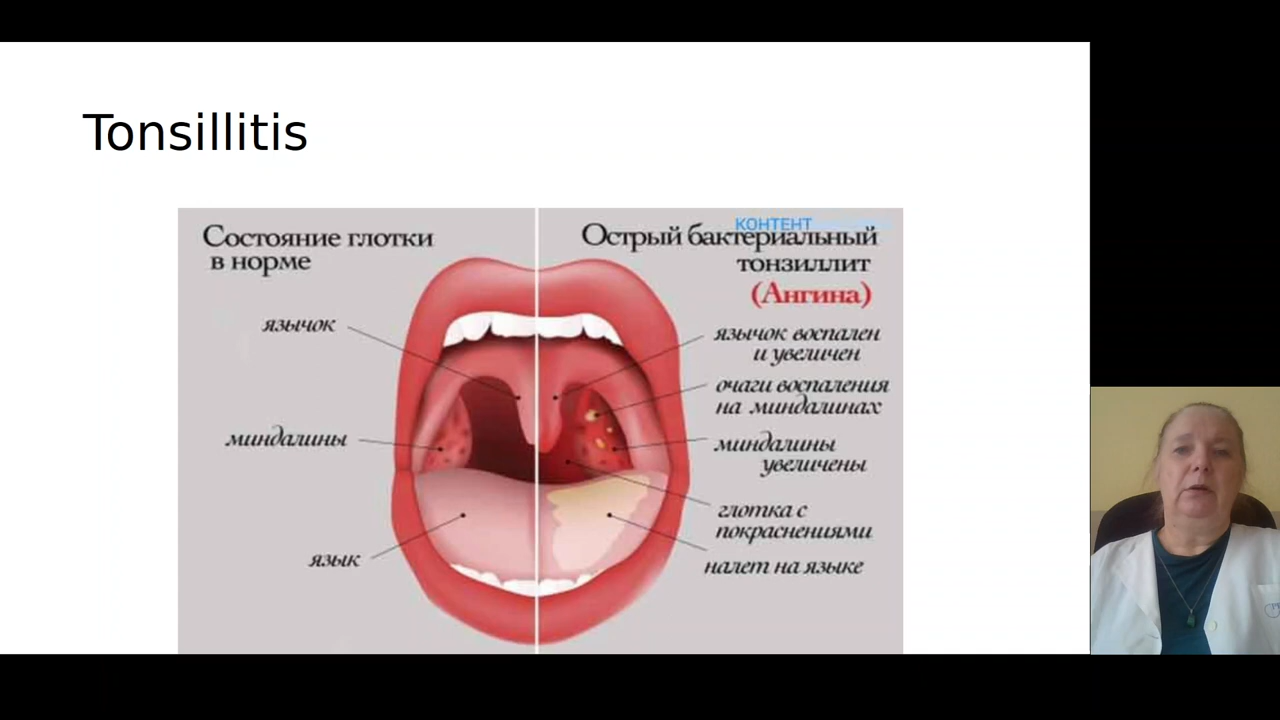 Tonsillitis
Состояние глотки
в норме
язычок
миндалины
язык
КОНТЕНТ
Острый бактериальный
тонзиллит
(Ангина)
язычок воспален
и увеличен
очаги воспаления
на миндалинах
миндалины
увеличены
глотка с
покраснениями
налет на языке